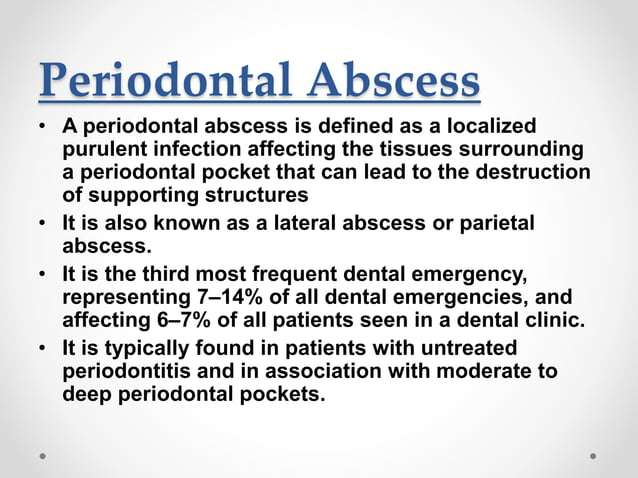 Periodontal Abscess
• A periodontal abscess is defined as a localized
purulent infection affecting the tissues surrounding
a periodontal pocket that can lead to the destruction
of supporting structures
• It is also known as a lateral abscess or parietal
abscess.
• It is the third most frequent dental emergency,
representing 7–14% of all dental emergencies, and
affecting 6–7% of all patients seen in a dental clinic.
• It is typically found in patients with untreated
periodontitis and in association with moderate to
deep periodontal pockets.